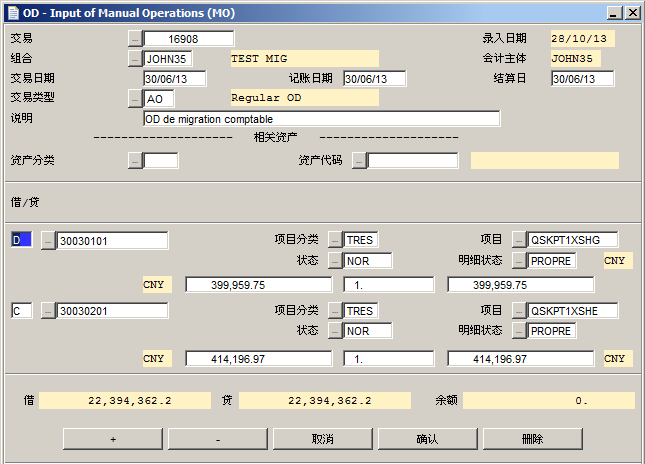 OD - Input of Manual Operations (MO)
交易 ... 16908 录入日期 28/10/13
组合 ... JOHN35 TEST MIG 会计主体 JOHN35
交易日期 30/06/13 记账日期 30/06/13 结算日 30/06/13
交易类型 ... AO Regular OD
说明 OD de migration comptable
-------------------- 相关资产 --------------------
资产分类 ... 资产代码 ...
借/贷
D ... 30030101 项目分类 ... TRES 项目 ... QSKPT1XSHG
状态 ... NOR 明细状态 ... PROPRE CNY
CNY 399,959.75 1. 399,959.75
C ... 30030201 项目分类 ... TRES 项目 ... QSKPT1XSHE
状态 ... NOR 明细状态 ... PROPRE
CNY 414,196.97 1. 414,196.97 CNY
借 22,394,362.2 贷 22,394,362.2 余额 0.
+ - 取消 确认 删除